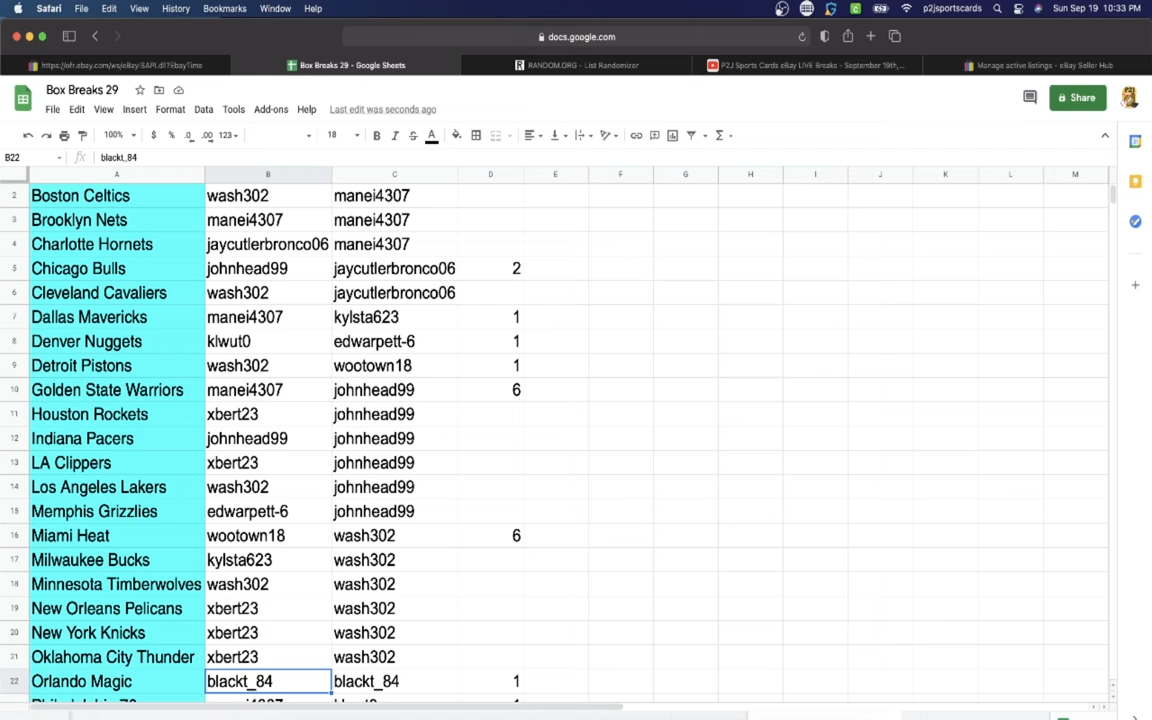 Safari File Edit View History Bookmarks Window Help p2jsportscards Sun Sep 19 10:33 PM
docs.google.com
https://ofr.ebay.com/ws/eBayISAPI.dll?EbayTime Box Breaks 29 - Google Sheets RANDOM.ORG - List Randomizer P2J Sports Cards eBay LIVE Breaks - September 19th,... Manage active listings - eBay Seller Hub
Box Breaks 29
File Edit View Insert Format Data Tools Add-ons Help Last edit was seconds ago
Share
100% $ % .0 .00 123 18 B I S A
B22 fx blackt_84
A B C D E F G H I J K L M
2 Boston Celtics wash302 manei4307
3 Brooklyn Nets manei4307 manei4307
4 Charlotte Hornets jaycutlerbronco06 manei4307
5 Chicago Bulls johnhead99 jaycutlerbronco06 2
6 Cleveland Cavaliers wash302 jaycutlerbronco06
7 Dallas Mavericks manei4307 kylsta623 1
8 Denver Nuggets klwut0 edwarpett-6 1
9 Detroit Pistons wash302 wootown18 1
10 Golden State Warriors manei4307 johnhead99 6
11 Houston Rockets xbert23 johnhead99
12 Indiana Pacers johnhead99 johnhead99
13 LA Clippers xbert23 johnhead99
14 Los Angeles Lakers wash302 johnhead99
15 Memphis Grizzlies edwarpett-6 johnhead99
16 Miami Heat wootown18 wash302 6
17 Milwaukee Bucks kylsta623 wash302
18 Minnesota Timberwolves wash302 wash302
19 New Orleans Pelicans xbert23 wash302
20 New York Knicks xbert23 wash302
21 Oklahoma City Thunder xbert23 wash302
22 Orlando Magic blackt_84 blackt_84 1